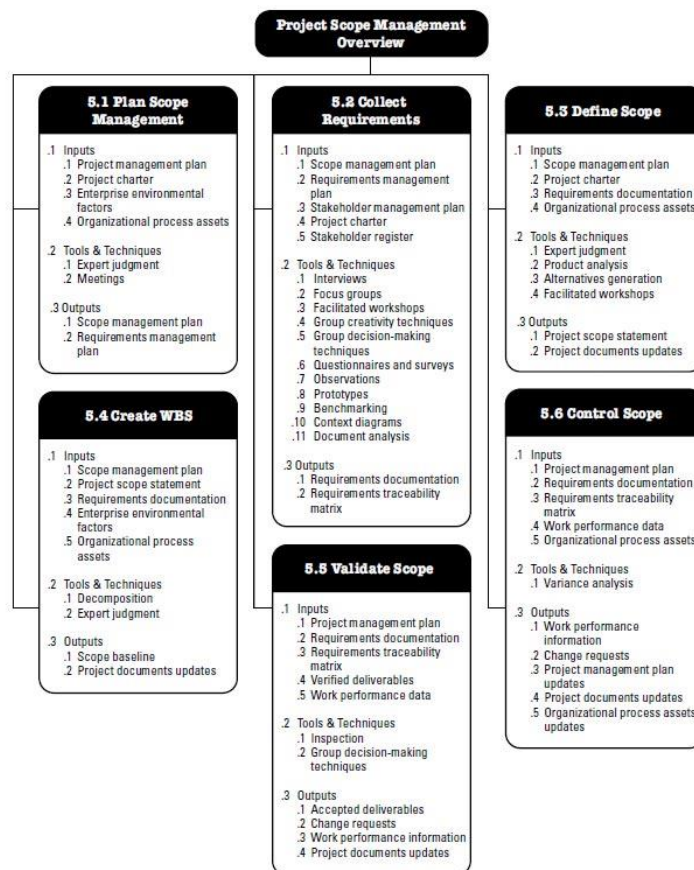 Project Scope Management
Overview
5.1 Plan Scope
Management
.1 Inputs
.1 Project management plan
.2 Project charter
.3 Enterprise environmental
factors
.4 Organizational process assets
.2 Tools & Techniques
.1 Expert judgment
.2 Meetings
.3 Outputs
.1 Scope management plan
.2 Requirements management
plan
5.2 Collect
Requirements
.1 Inputs
.1 Scope management plan
.2 Requirements management
plan
.3 Stakeholder management plan
.4 Project charter
.5 Stakeholder register
.2 Tools & Techniques
.1 Interviews
.2 Focus groups
.3 Facilitated workshops
.4 Group creativity techniques
.5 Group decision-making
techniques
.6 Questionnaires and surveys
.7 Observations
.8 Prototypes
.9 Benchmarking
.10 Context diagrams
.11 Document analysis
.3 Outputs
.1 Requirements documentation
.2 Requirements traceability
matrix
5.3 Define Scope
.1 Inputs
.1 Scope management plan
.2 Project charter
.3 Requirements documentation
.4 Organizational process assets
.2 Tools & Techniques
.1 Expert judgment
.2 Product analysis
.3 Alternatives generation
.4 Facilitated workshops
.3 Outputs
.1 Project scope statement
.2 Project documents updates
5.4 Create WBS
.1 Inputs
.1 Scope management plan
.2 Project scope statement
.3 Requirements documentation
.4 Enterprise environmental
factors
.5 Organizational process
assets
.2 Tools & Techniques
.1 Decomposition
.2 Expert judgment
.3 Outputs
.1 Scope baseline
.2 Project documents updates
5.5 Validate Scope
.1 Inputs
.1 Project management plan
.2 Requirements documentation
.3 Requirements traceability
matrix
.4 Verified deliverables
.5 Work performance data
.2 Tools & Techniques
.1 Inspection
.2 Group decision-making
techniques
.3 Outputs
.1 Accepted deliverables
.2 Change requests
.3 Work performance information
.4 Project documents updates
5.6 Control Scope
.1 Inputs
.1 Project management plan
.2 Requirements documentation
.3 Requirements traceability
matrix
.4 Work performance data
.5 Organizational process assets
.2 Tools & Techniques
.1 Variance analysis
.3 Outputs
.1 Work performance
information
.2 Change requests
.3 Project management plan
updates
.4 Project documents updates
.5 Organizational process assets
updates